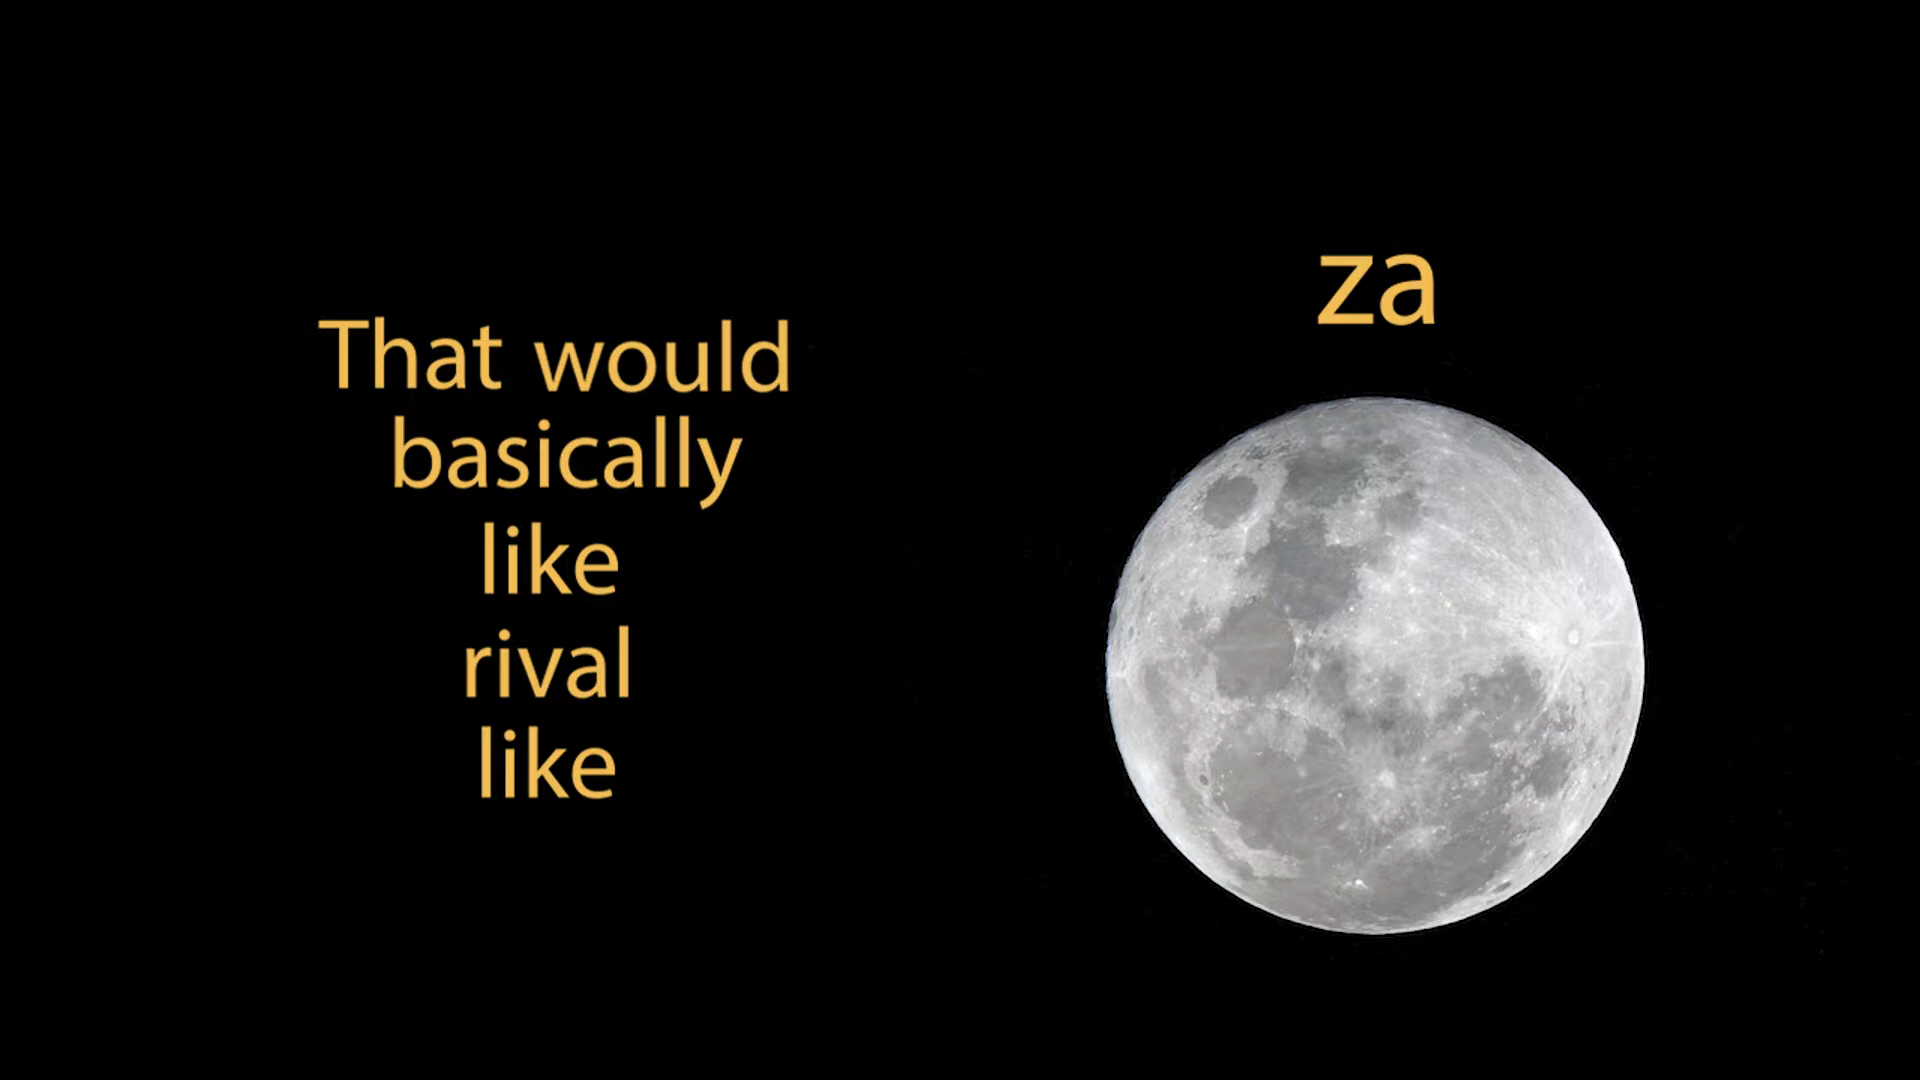 That would
basically
like
rival
like
za